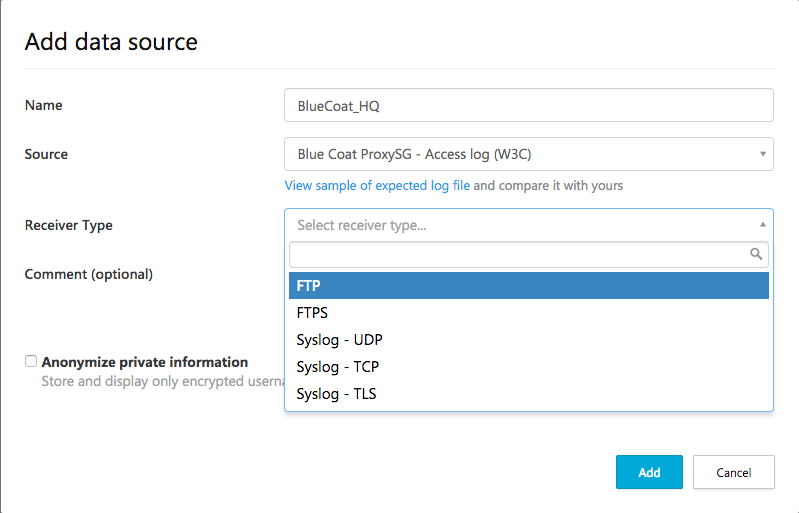 Add data source
Name
BlueCoat_HQ
Source
Blue Coat ProxySG - Access log (W3C)
View sample of expected log file and compare it with yours
Receiver Type
Select receiver type...
Comment (optional)
FTP
FTPS
Syslog - UDP
Syslog - TCP
Syslog - TLS
Anonymize private information
Store and display only encrypted
Add
Cancel